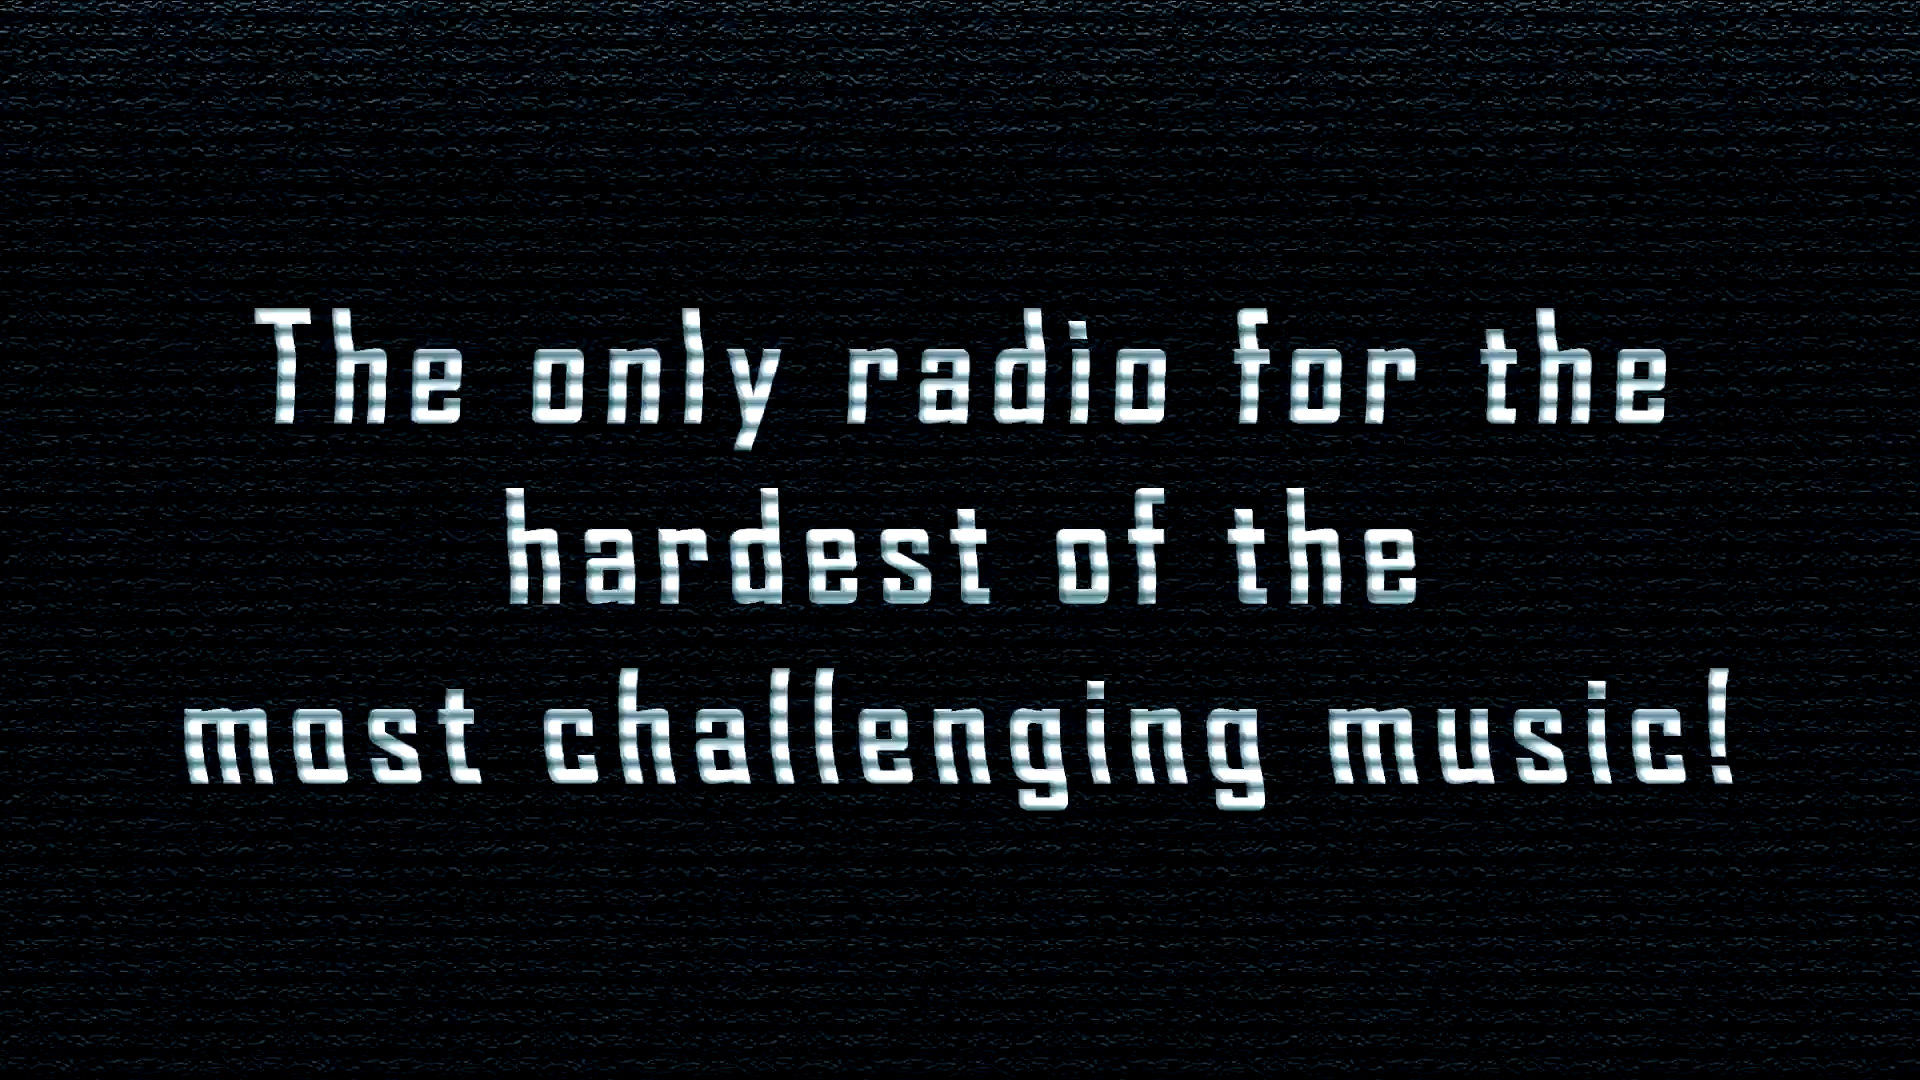 The only radio for the
hardest of the
most challenging music!